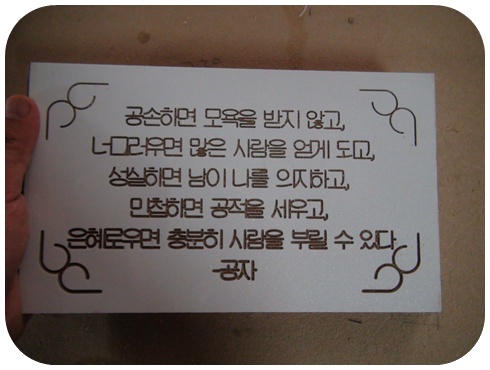 공손하면 모욕을 받지 않고,
너그러우면 많은 사람을 얻게 되고,
성실하면 남이 나를 의지하고,
민첩하면 공적을 세우고,
은혜로우면 충분히 사람을 부릴 수 있다
-공자